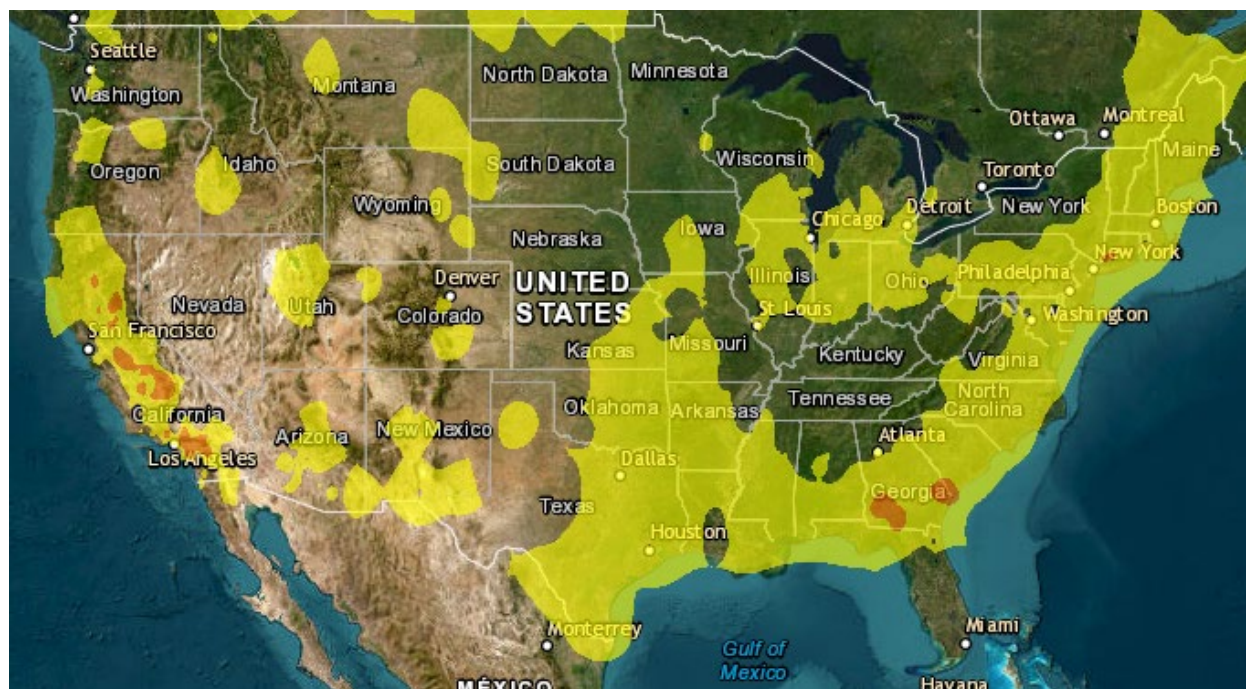 Seattle
Washington
Montana
North Dakota
Minnesota
Ottawa
Montreal
Maine
Oregon
Idaho
South Dakota
Wisconsin
Toronto
Wyoming
Detroit
New York
Boston
Chicago
Iowa
Nebraska
New York
Denver
UNITED
STATES
Illinois
Ohio
Philadelphia
Nevada
Utah
Colorado
St Louis
Washington
San Francisco
Kansas
Missouri
Kentucky
Virginia
California
Arizona
New Mexico
Oklahoma
Arkansas
Tennessee
North
Carolina
Los Angeles
Dallas
Atlanta
Texas
Georgia
Houston
Monterrey
Miami
Gulf of
Mexico
MÉXICO
Havana